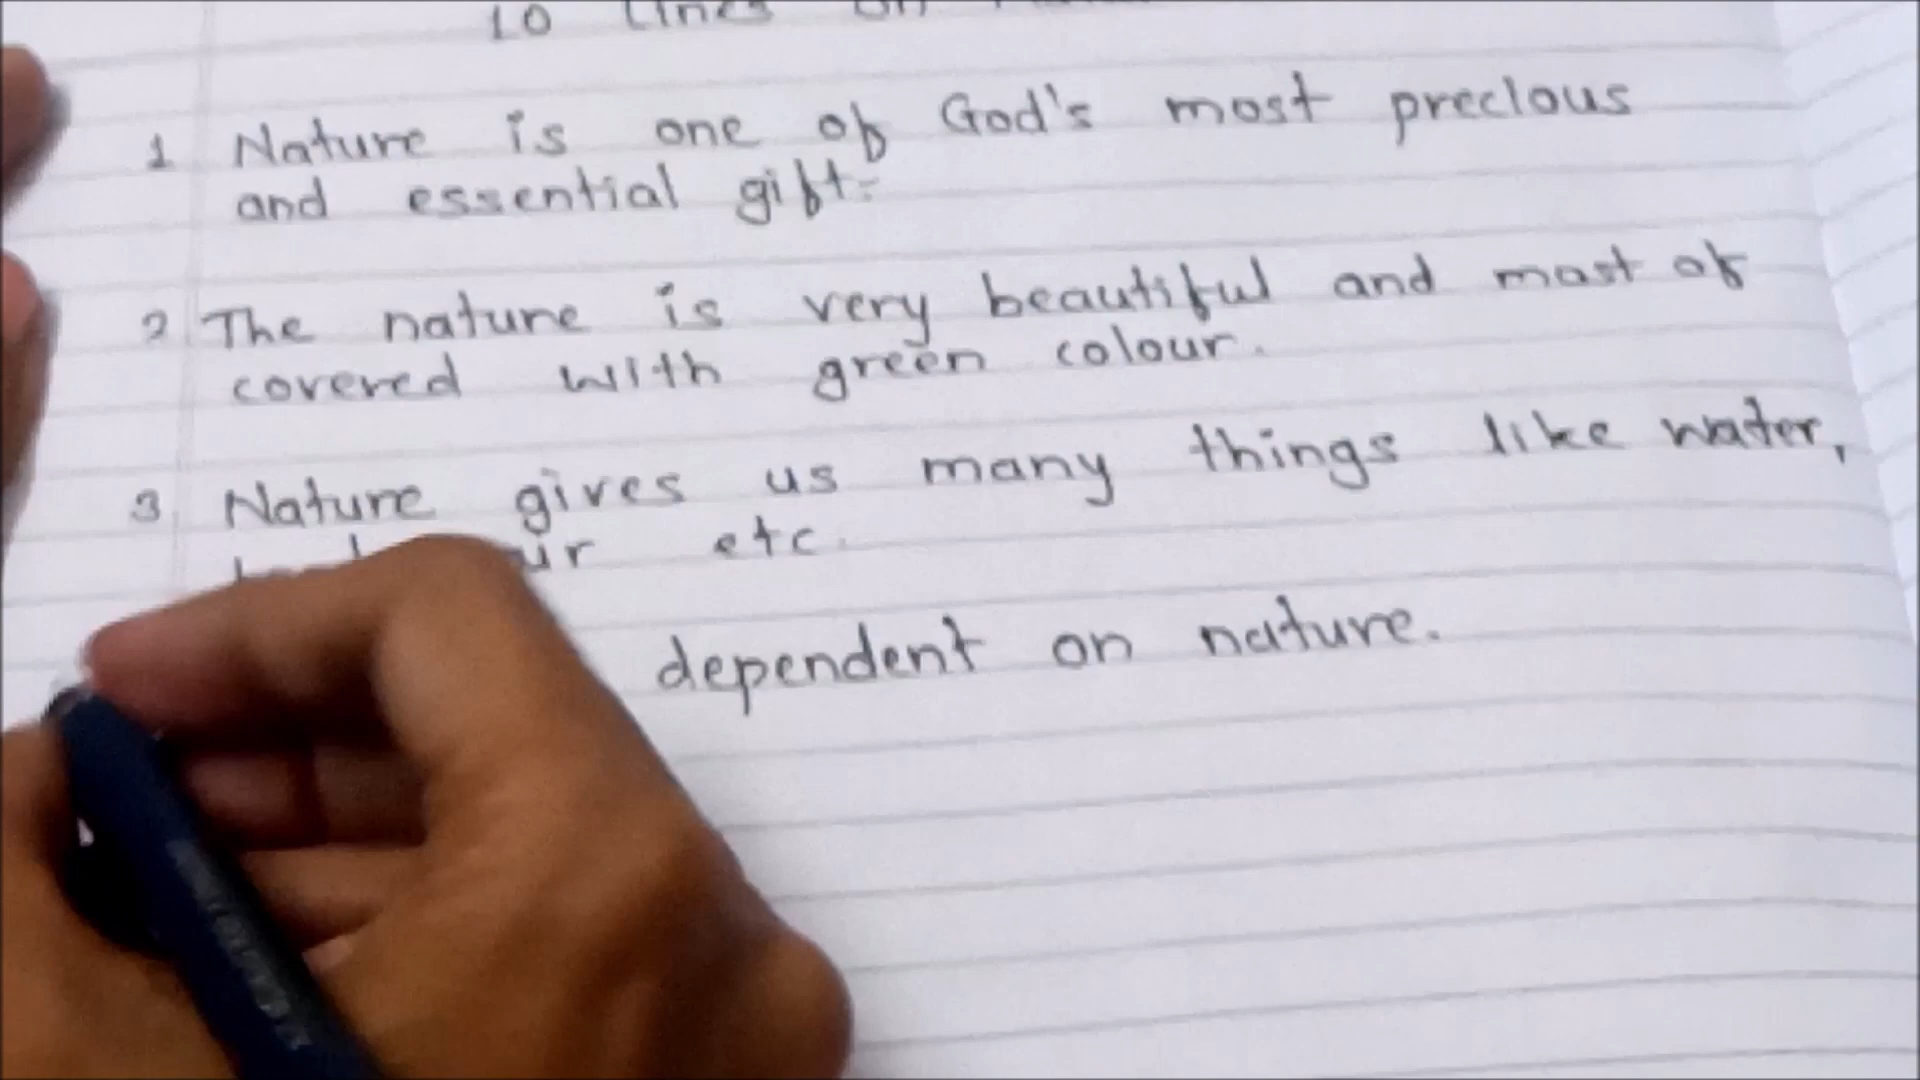 10 Lines on
1 Nature is one of God's most precious
and essential gift.
2 The nature is very beautiful and most of
covered with green colour.
3 Nature gives us many things like water,
air etc.
dependent on nature.